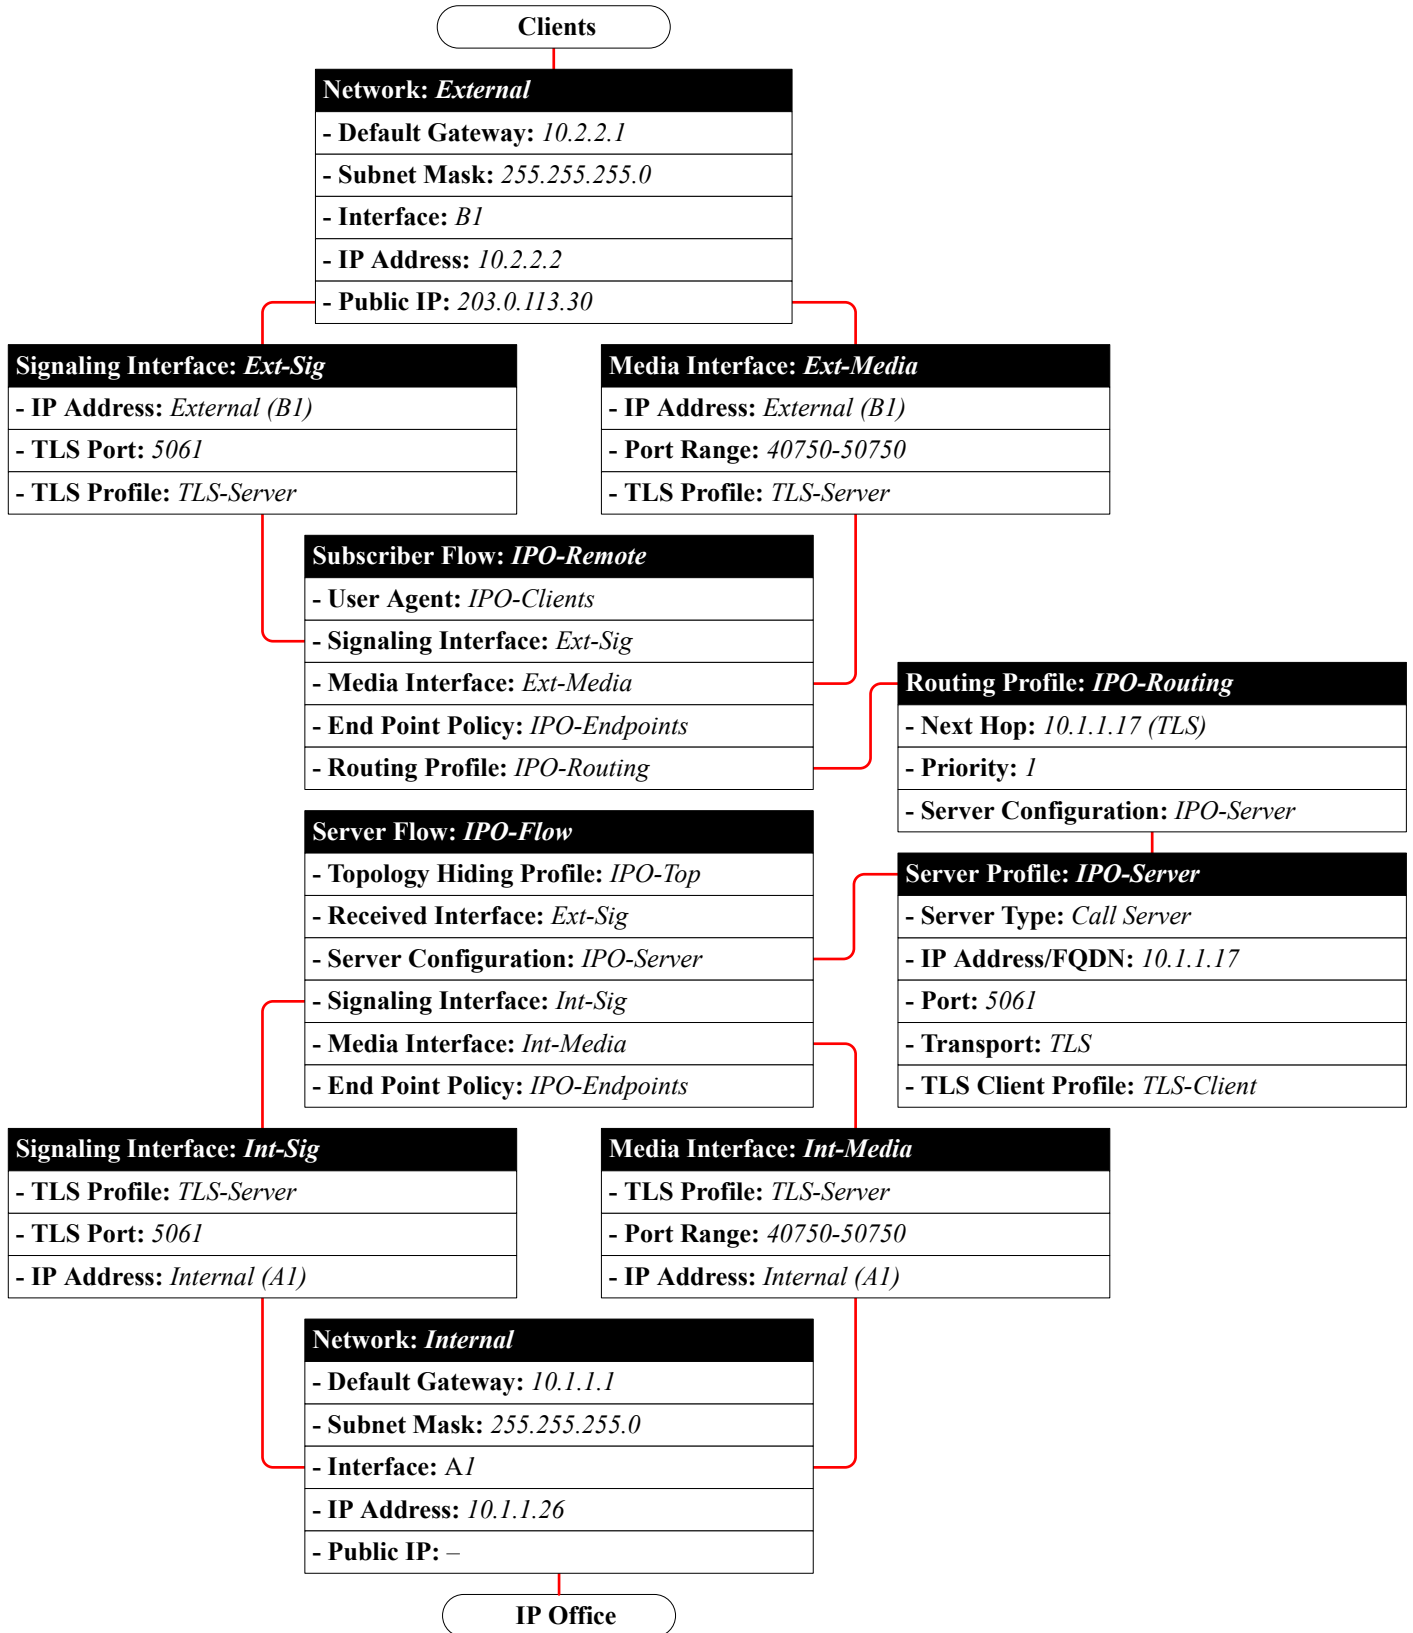 Clients
Network: External
- Default Gateway: 10.2.2.1
- Subnet Mask: 255.255.255.0
- Interface: B1
- IP Address: 10.2.2.2
- Public IP: 203.0.113.30
Signaling Interface: Ext-Sig
- IP Address: External (B1)
- TLS Port: 5061
- TLS Profile: TLS-Server
Media Interface: Ext-Media
- IP Address: External (B1)
- Port Range: 40750-50750
- TLS Profile: TLS-Server
Subscriber Flow: IPO-Remote
- User Agent: IPO-Clients
- Signaling Interface: Ext-Sig
- Media Interface: Ext-Media
- End Point Policy: IPO-Endpoints
- Routing Profile: IPO-Routing
Routing Profile: IPO-Routing
- Next Hop: 10.1.1.17 (TLS)
- Priority: 1
- Server Configuration: IPO-Server
Server Flow: IPO-Flow
- Topology Hiding Profile: IPO-Top
- Received Interface: Ext-Sig
- Server Configuration: IPO-Server
- Signaling Interface: Int-Sig
- Media Interface: Int-Media
- End Point Policy: IPO-Endpoints
Server Profile: IPO-Server
- Server Type: Call Server
- IP Address/FQDN: 10.1.1.17
- Port: 5061
- Transport: TLS
- TLS Client Profile: TLS-Client
Signaling Interface: Int-Sig
- TLS Profile: TLS-Server
- TLS Port: 5061
- IP Address: Internal (A1)
Media Interface: Int-Media
- TLS Profile: TLS-Server
- Port Range: 40750-50750
- IP Address: Internal (A1)
Network: Internal
- Default Gateway: 10.1.1.1
- Subnet Mask: 255.255.255.0
- Interface: A1
- IP Address: 10.1.1.26
- Public IP: –
IP Office